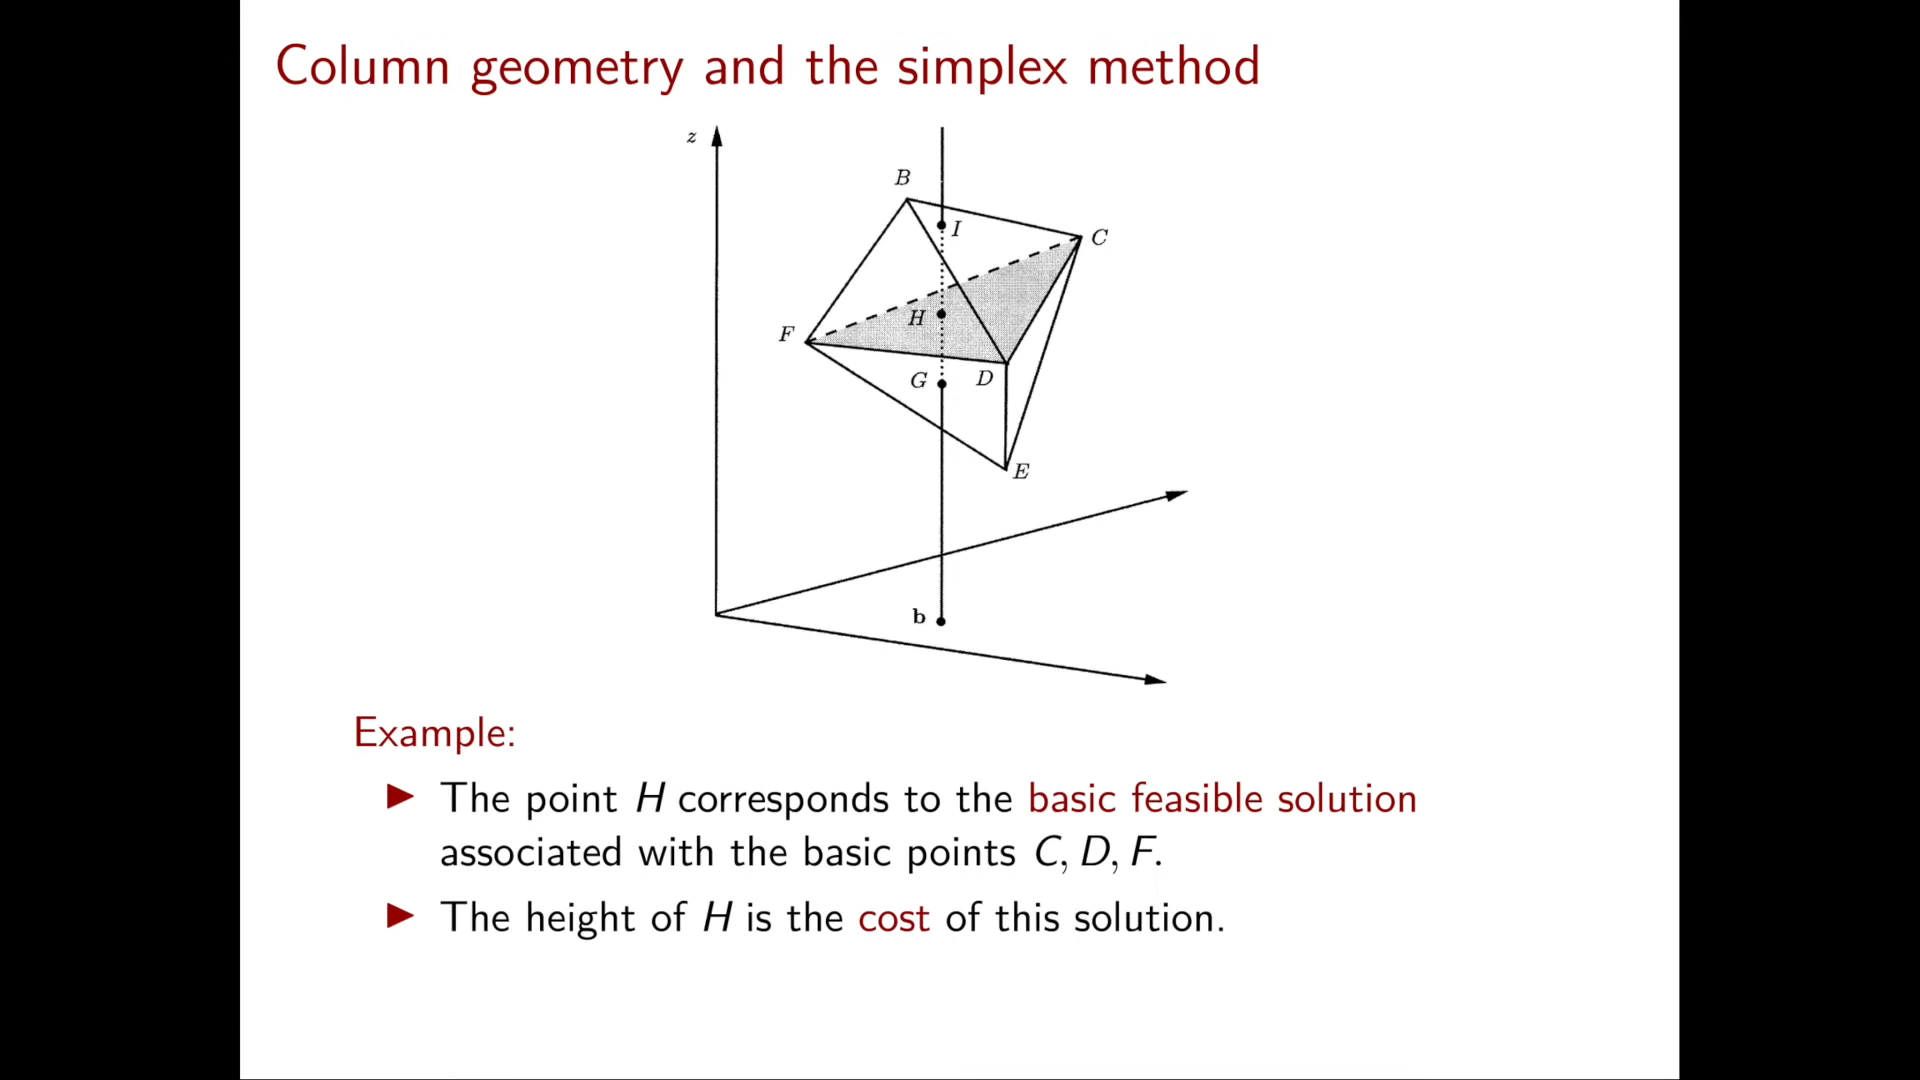 Column geometry and the simplex method
z
B
I
C
H
F
G
D
E
b
Example:
▶ The point H corresponds to the basic feasible solution
associated with the basic points C, D, F.
▶ The height of H is the cost of this solution.